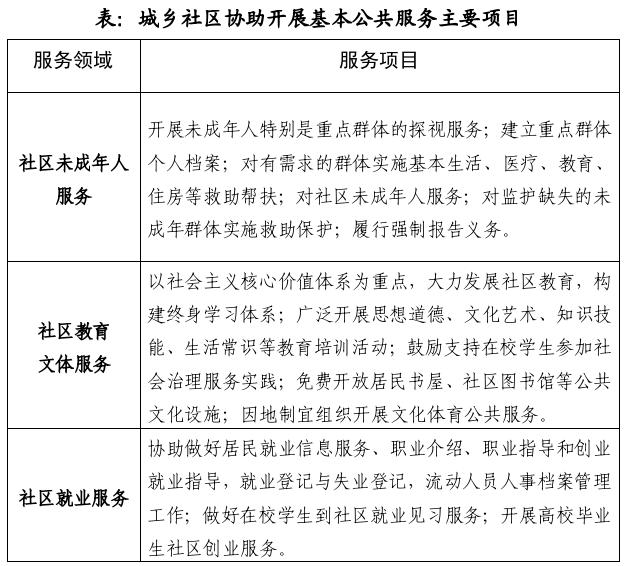 表：城乡社区协助开展基本公共服务主要项目
服务领域
服务项目
社区未成年人
服务
开展未成年人特别是重点群体的探视服务；建立重点群体
个人档案；对有需求的群体实施基本生活、医疗、教育、
住房等救助帮扶；对社区未成年人服务；对监护缺失的未
成年群体实施救助保护；履行强制报告义务。
社区教育
文体服务
以社会主义核心价值体系为重点，大力发展社区教育，构
建终身学习体系；广泛开展思想道德、文化艺术、知识技
能、生活常识等教育培训活动；鼓励支持在校学生参加社
会治理服务实践；免费开放居民书屋、社区图书馆等公共
文化设施；因地制宜组织开展文化体育公共服务。
社区就业服务
协助做好居民就业信息服务、职业介绍、职业指导和创业
就业指导，就业登记与失业登记，流动人员人事档案管理
工作；做好在校学生到社区就业见习服务；开展高校毕业
生社区创业服务。